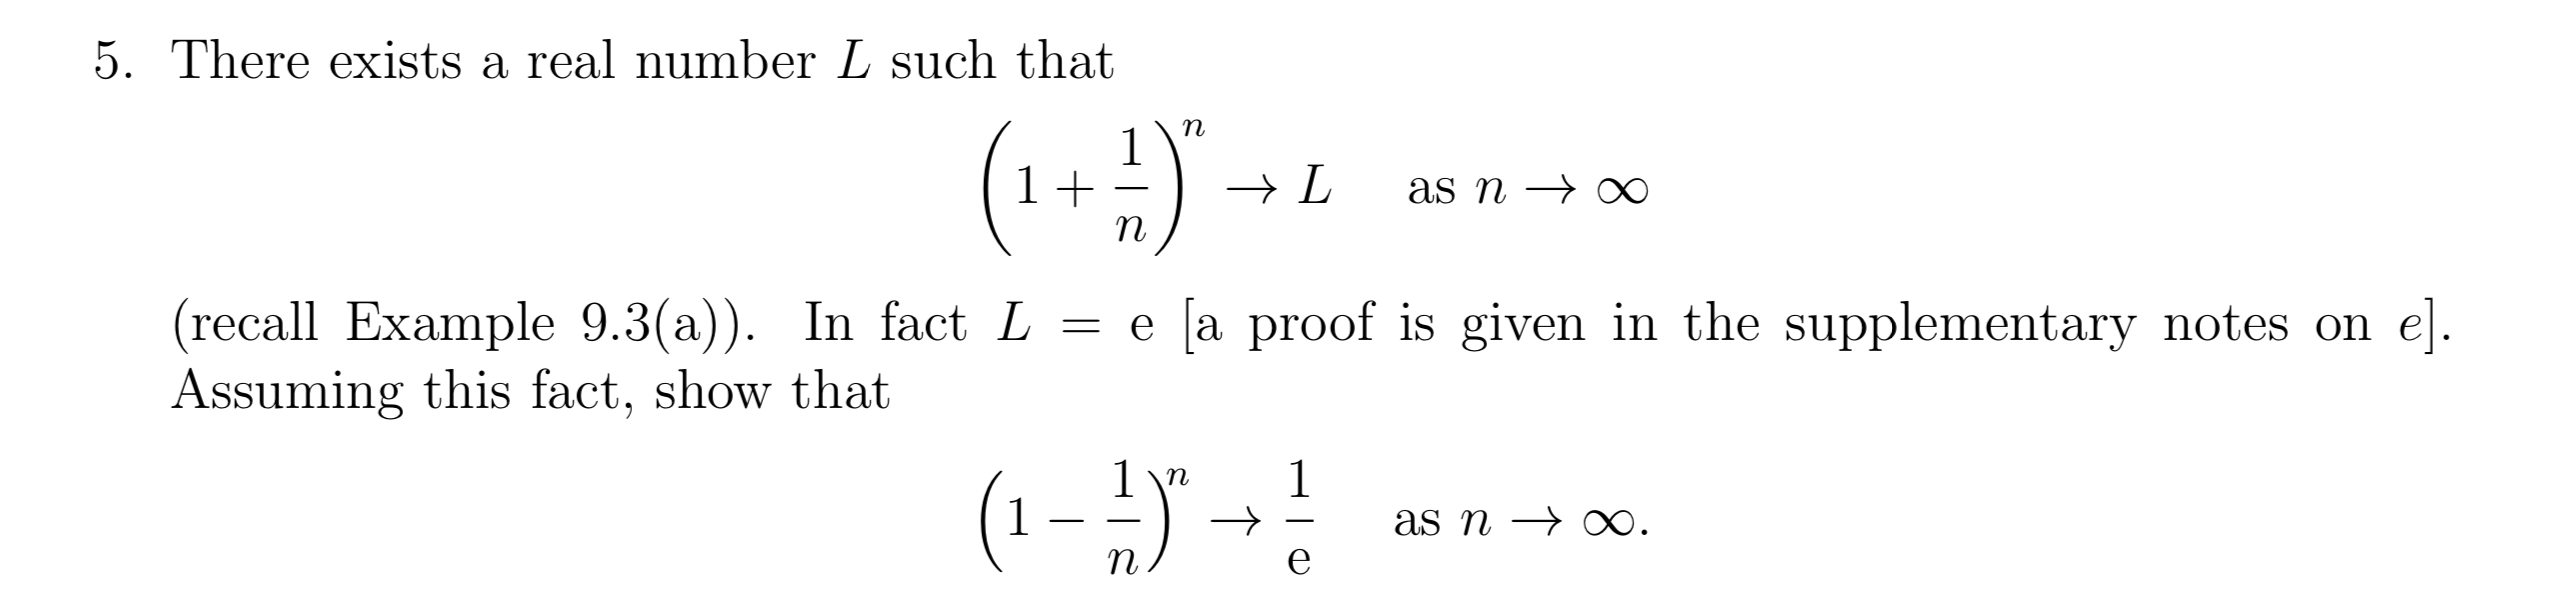 5. There exists a real number L such that
(1 + 1/n)^n → L as n → ∞
(recall Example 9.3(a)). In fact L = e [a proof is given in the supplementary notes on e].
Assuming this fact, show that
(1 − 1/n)^n → 1/e as n → ∞.